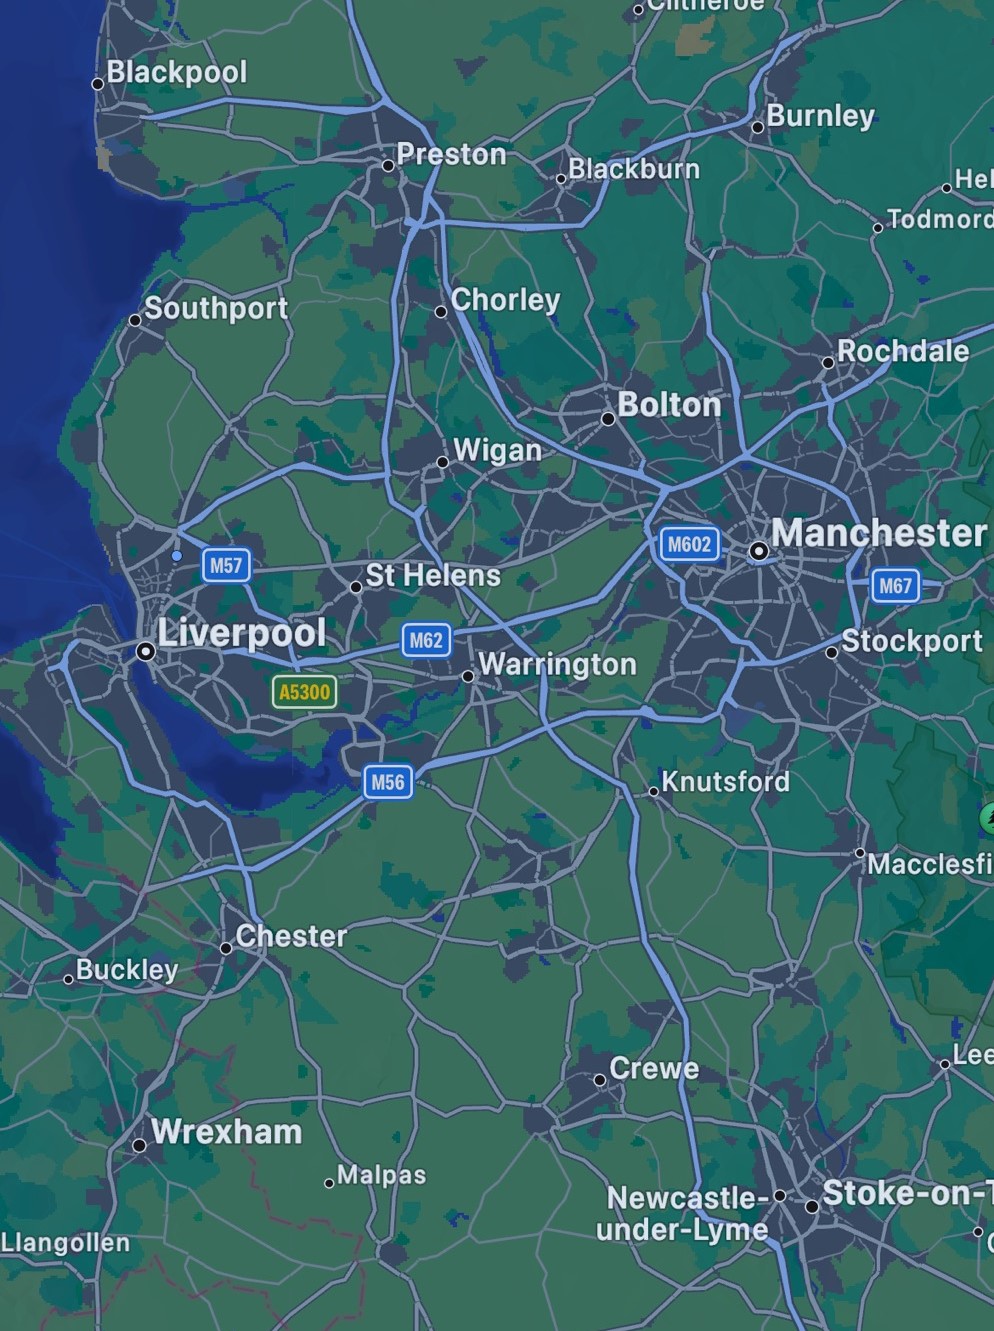 Clitheroe
Blackpool
Burnley
Preston
Blackburn
Hel
Todmord
Southport
Chorley
Rochdale
Bolton
Wigan
Manchester
M602
M57
St Helens
M67
Liverpool
M62
Stockport
Warrington
A5300
M56
Knutsford
Macclesfi
Chester
Buckley
Lee
Crewe
Wrexham
Malpas
Newcastle-
under-Lyme
Stoke-on-T
Llangollen